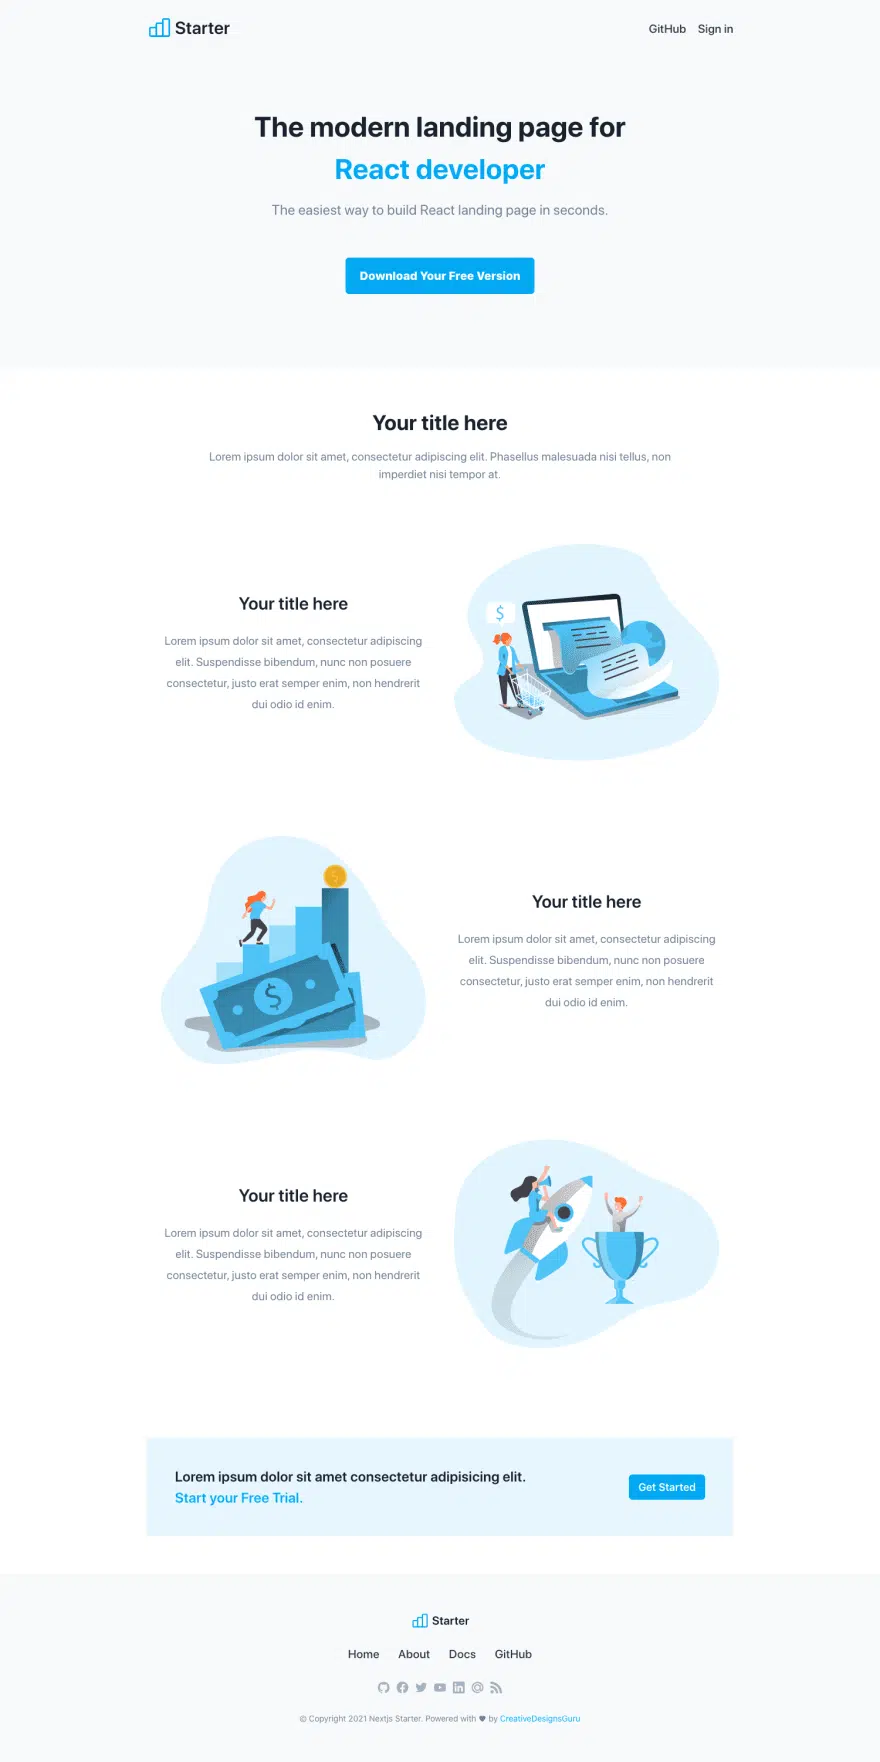 Starter
GitHub Sign in
The modern landing page for
React developer
The easiest way to build React landing page in seconds.
Download Your Free Version
Your title here
Lorem ipsum dolor sit amet, consectetur adipiscing elit. Phasellus malesuada nisi tellus, non
imperdiet nisi tempor at.
Your title here
Lorem ipsum dolor sit amet, consectetur adipiscing
elit. Suspendisse bibendum, nunc non posuere
consectetur, justo erat semper enim, non hendrerit
dui odio id enim.
$
$
$
Your title here
Lorem ipsum dolor sit amet, consectetur adipiscing
elit. Suspendisse bibendum, nunc non posuere
consectetur, justo erat semper enim, non hendrerit
dui odio id enim.
Your title here
Lorem ipsum dolor sit amet, consectetur adipiscing
elit. Suspendisse bibendum, nunc non posuere
consectetur, justo erat semper enim, non hendrerit
dui odio id enim.
Lorem ipsum dolor sit amet consectetur adipisicing elit.
Start your Free Trial.
Get Started
Starter
Home About Docs GitHub
© Copyright 2021 Nextjs Starter. Powered with ♥ by CreativeDesignsGuru